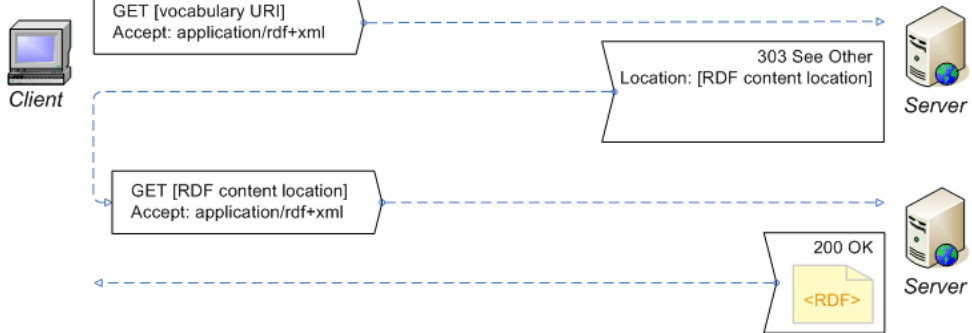 GET [vocabulary URI]
Accept: application/rdf+xml
Client
303 See Other
Location: [RDF content location]
Server
GET [RDF content location]
Accept: application/rdf+xml
200 OK
<RDF>
Server